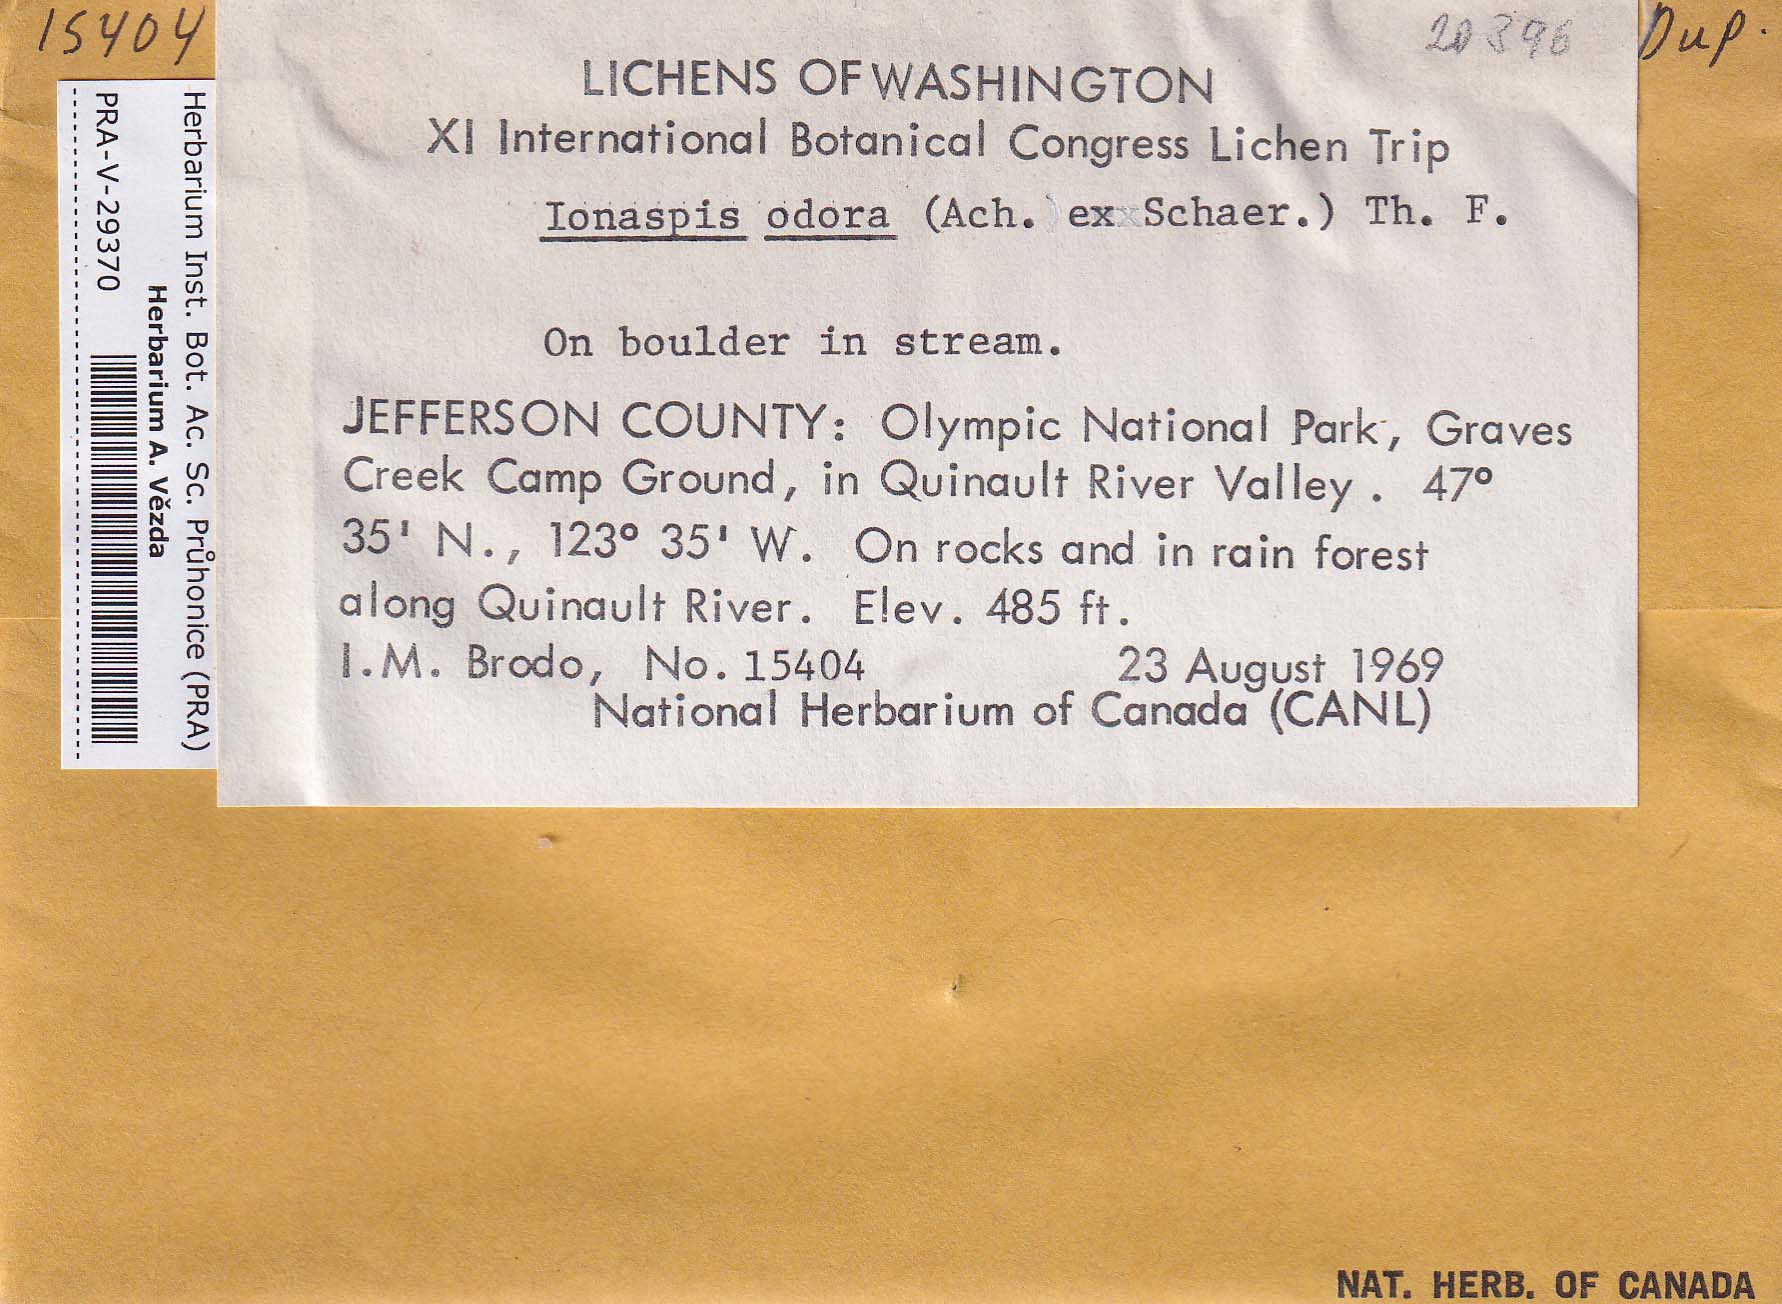 15404
20396
Dup.
LICHENS OF WASHINGTON
XI International Botanical Congress Lichen Trip
Ionaspis odora (Ach. ex Schaer.) Th. F.
On boulder in stream.
JEFFERSON COUNTY: Olympic National Park, Graves
Creek Camp Ground, in Quinault River Valley. 47°
35' N., 123° 35' W. On rocks and in rain forest
along Quinault River. Elev. 485 ft.
I.M. Brodo, No. 15404 23 August 1969
National Herbarium of Canada (CANL)
Herbarium Inst. Bot. Ac. Sc. Průhonice (PRA)
Herbarium A. Vězda
PRA-V-29370
NAT. HERB. OF CANADA